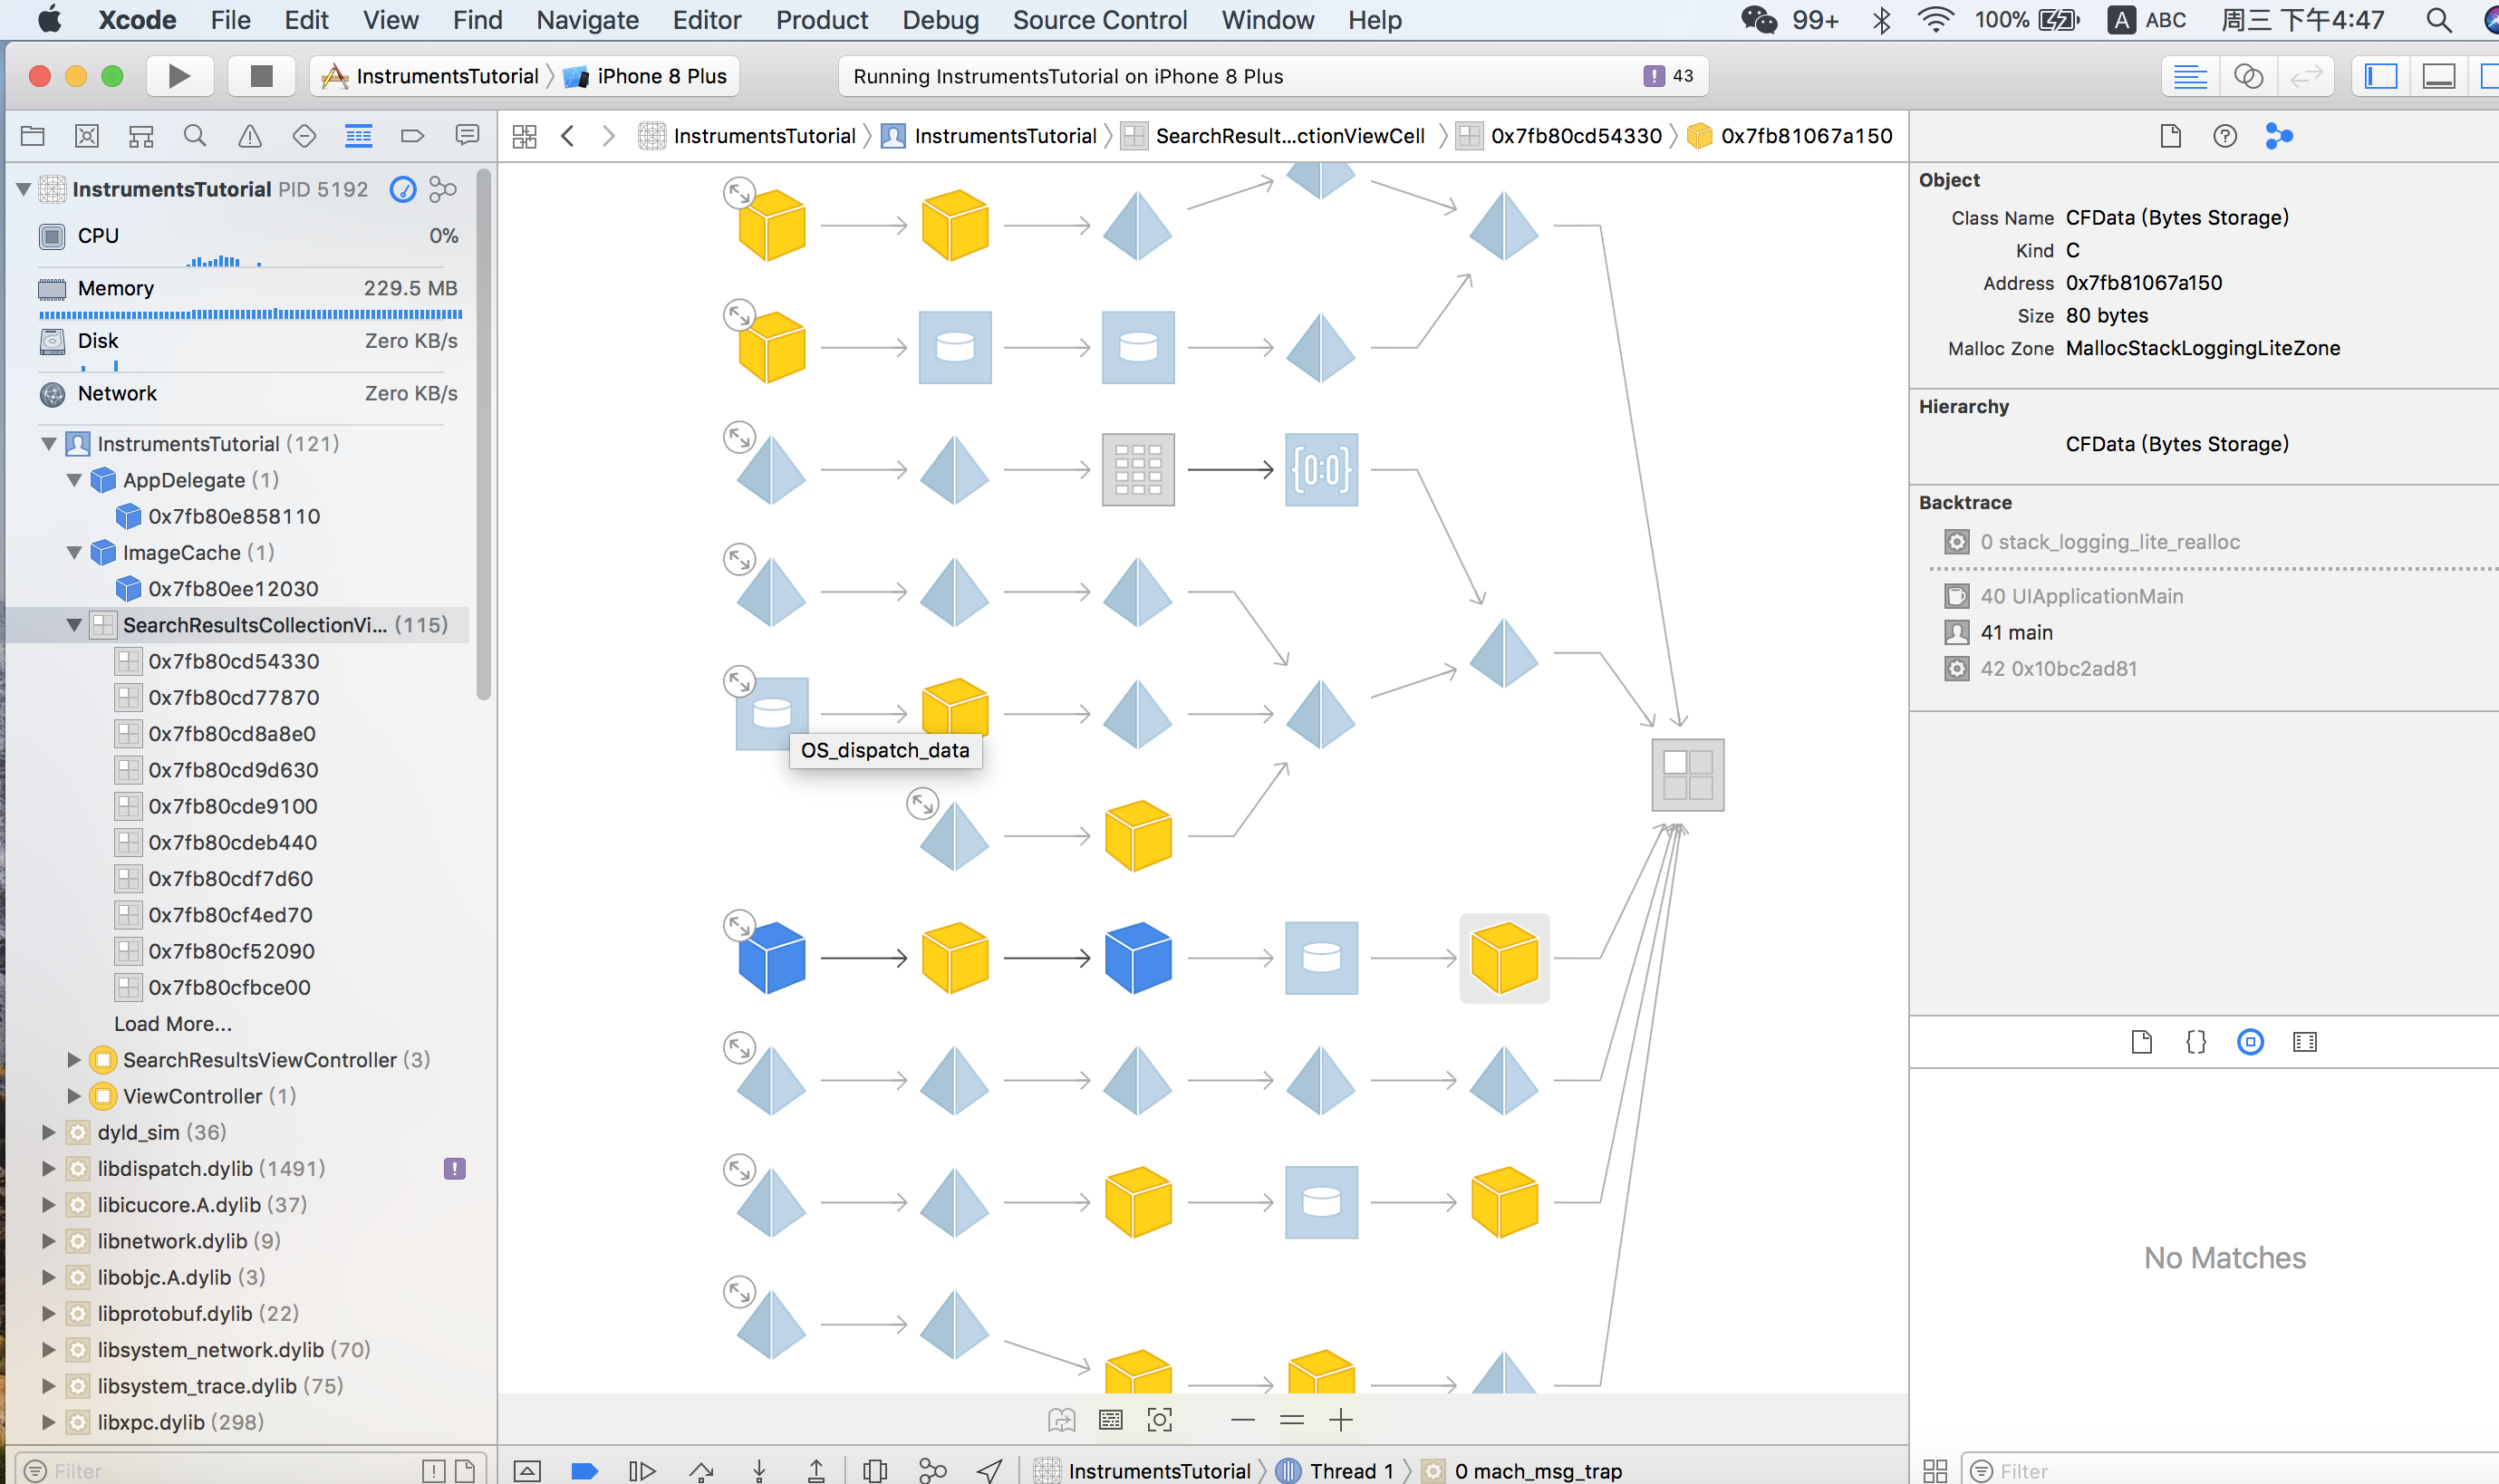 Xcode File Edit View Find Navigate Editor Product Debug Source Control Window Help 99+ 100% A ABC 周三 下午4:47
InstrumentsTutorial iPhone 8 Plus Running InstrumentsTutorial on iPhone 8 Plus ! 43
InstrumentsTutorial InstrumentsTutorial SearchResult...ctionViewCell 0x7fb80cd54330 0x7fb81067a150
InstrumentsTutorial PID 5192
CPU 0%
Memory 229.5 MB
Disk Zero KB/s
Network Zero KB/s
InstrumentsTutorial (121)
AppDelegate (1)
0x7fb80e858110
ImageCache (1)
0x7fb80ee12030
SearchResultsCollectionVi... (115)
0x7fb80cd54330
0x7fb80cd77870
0x7fb80cd8a8e0
0x7fb80cd9d630
0x7fb80cde9100
0x7fb80cdeb440
0x7fb80cdf7d60
0x7fb80cf4ed70
0x7fb80cf52090
0x7fb80cfbce00
Load More...
SearchResultsViewController (3)
ViewController (1)
dyld_sim (36)
libdispatch.dylib (1491) !
libicucore.A.dylib (37)
libnetwork.dylib (9)
libobjc.A.dylib (3)
libprotobuf.dylib (22)
libsystem_network.dylib (70)
libsystem_trace.dylib (75)
libxpc.dylib (298)
Filter
{0:0}
OS_dispatch_data
InstrumentsTutorial Thread 1 0 mach_msg_trap
Object
Class Name CFData (Bytes Storage)
Kind C
Address 0x7fb81067a150
Size 80 bytes
Malloc Zone MallocStackLoggingLiteZone
Hierarchy
CFData (Bytes Storage)
Backtrace
0 stack_logging_lite_realloc
40 UIApplicationMain
41 main
42 0x10bc2ad81
{}
No Matches
Filter